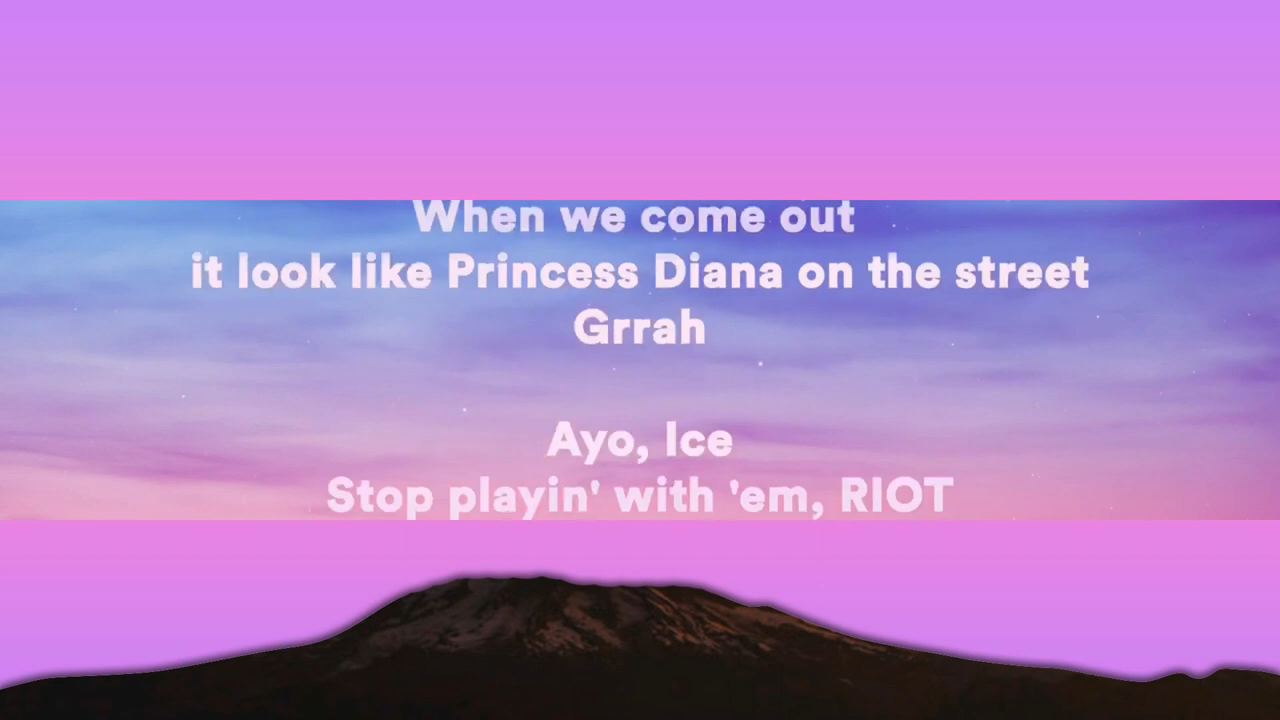 When we come out
it look like Princess Diana on the street
Grrah
Ayo, Ice
Stop playin' with 'em, RIOT